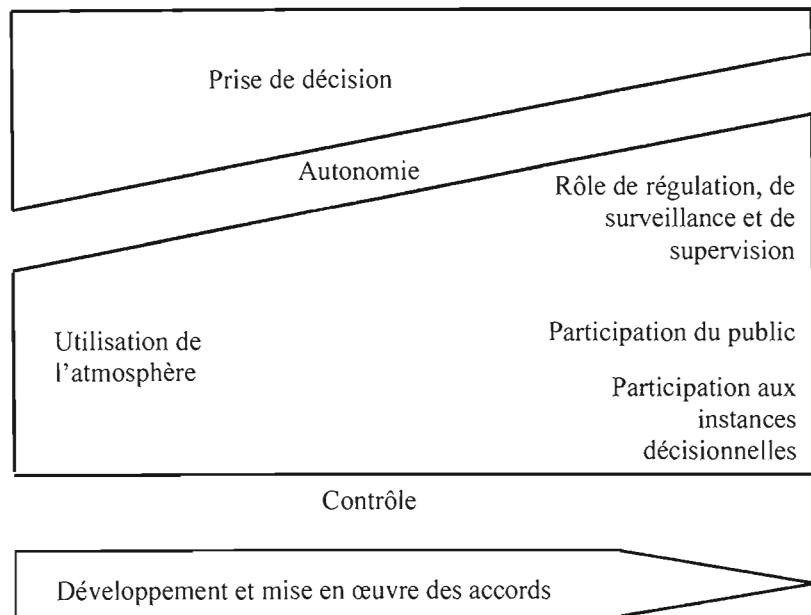 Prise de décision
Autonomie
Rôle de régulation, de
surveillance et de
supervision
Utilisation de
l'atmosphère
Participation du public
Participation aux
instances
décisionnelles
Contrôle
Développement et mise en œuvre des accords